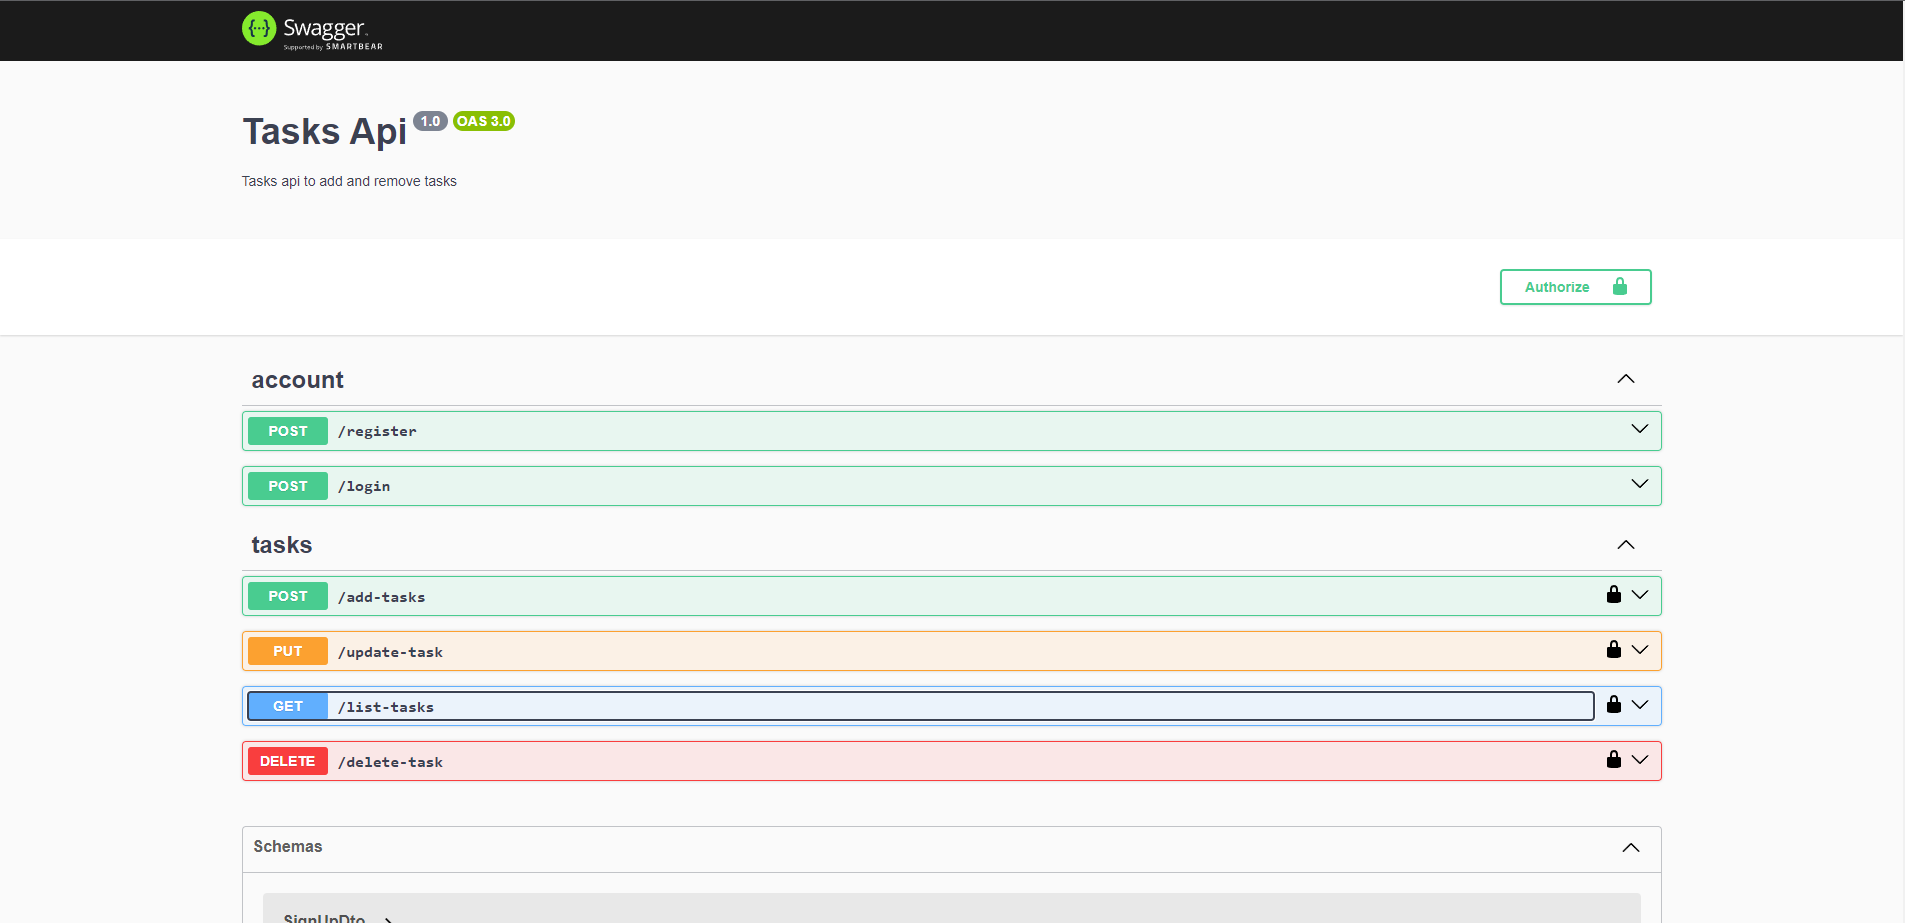 Swagger
Supported by SMARTBEAR
Tasks Api 1.0 OAS 3.0
Tasks api to add and remove tasks
Authorize
account
POST /register
POST /login
tasks
POST /add-tasks
PUT /update-task
GET /list-tasks
DELETE /delete-task
Schemas
SignUpDto